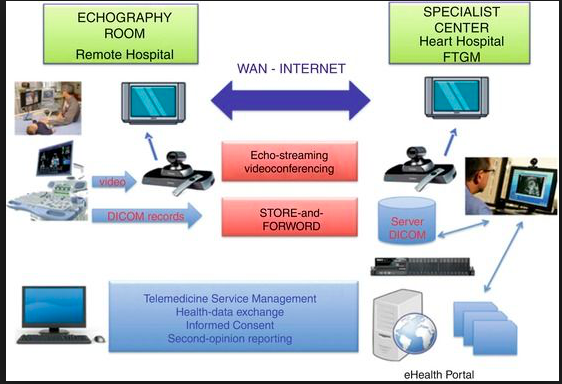 ECHOGRAPHY
ROOM
Remote Hospital
SPECIALIST
CENTER
Heart Hospital
FTGM
WAN - INTERNET
Echo-streaming
videoconferencing
video
DICOM records
STORE-and-
FORWORD
Server
DICOM
Telemedicine Service Management
Health-data exchange
Informed Consent
Second-opinion reporting
eHealth Portal